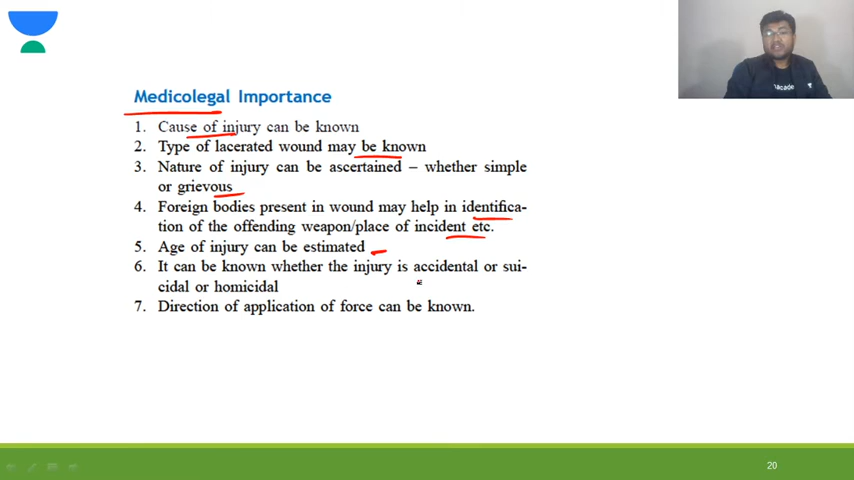 Medicolegal Importance
1. Cause of injury can be known
2. Type of lacerated wound may be known
3. Nature of injury can be ascertained – whether simple
or grievous
4. Foreign bodies present in wound may help in identifica-
tion of the offending weapon/place of incident etc.
5. Age of injury can be estimated
6. It can be known whether the injury is accidental or sui-
cidal or homicidal
7. Direction of application of force can be known.
20